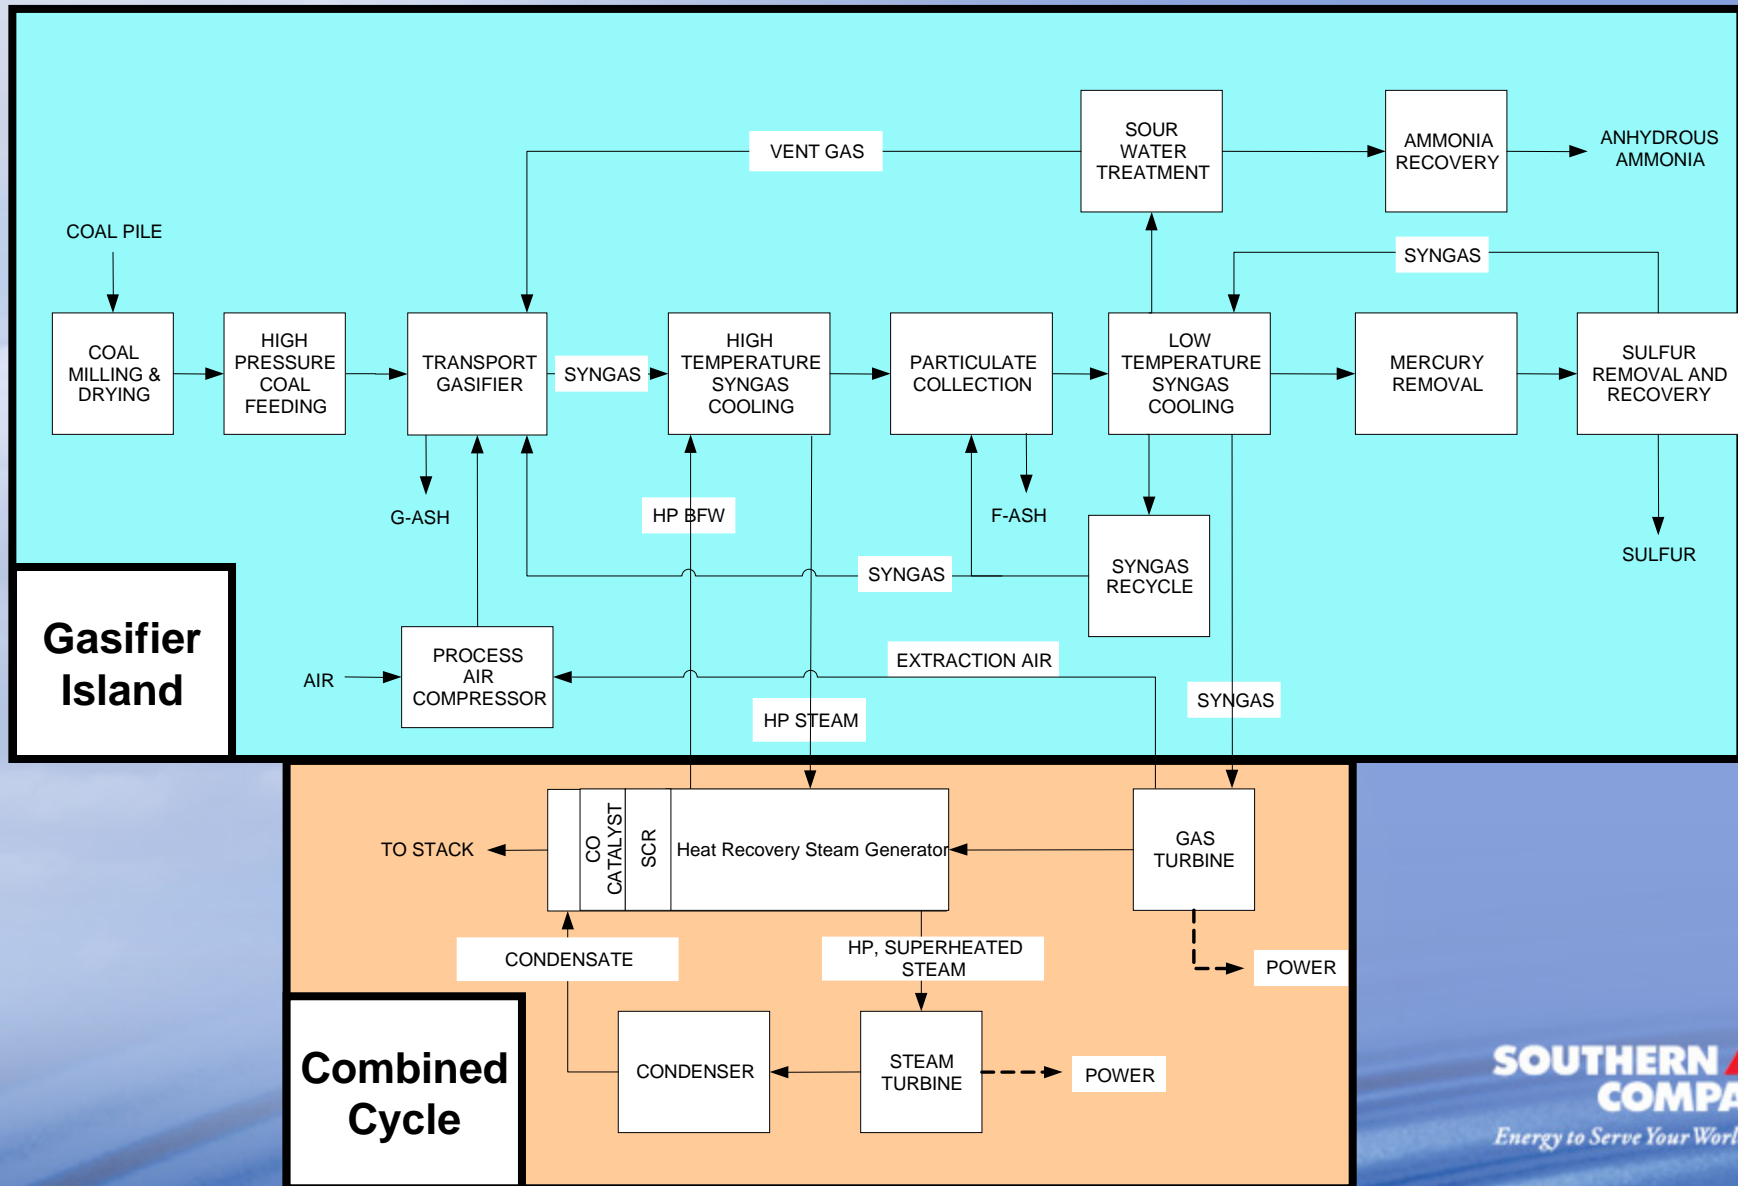 SOUR
WATER
TREATMENT
AMMONIA
RECOVERY
ANHYDROUS
AMMONIA
VENT GAS
COAL PILE
SYNGAS
COAL
MILLING &
DRYING
HIGH
PRESSURE
COAL
FEEDING
TRANSPORT
GASIFIER
SYNGAS
HIGH
TEMPERATURE
SYNGAS
COOLING
PARTICULATE
COLLECTION
LOW
TEMPERATURE
SYNGAS
COOLING
MERCURY
REMOVAL
SULFUR
REMOVAL AND
RECOVERY
G-ASH
HP BFW
F-ASH
SYNGAS
SYNGAS
RECYCLE
SULFUR
Gasifier
Island
AIR
PROCESS
AIR
COMPRESSOR
EXTRACTION AIR
HP STEAM
SYNGAS
TO STACK
CO
CATALYST
SCR
Heat Recovery Steam Generator
GAS
TURBINE
CONDENSATE
HP, SUPERHEATED
STEAM
POWER
Combined
Cycle
CONDENSER
STEAM
TURBINE
POWER
SOUTHERN
COMPA
Energy to Serve Your Worl